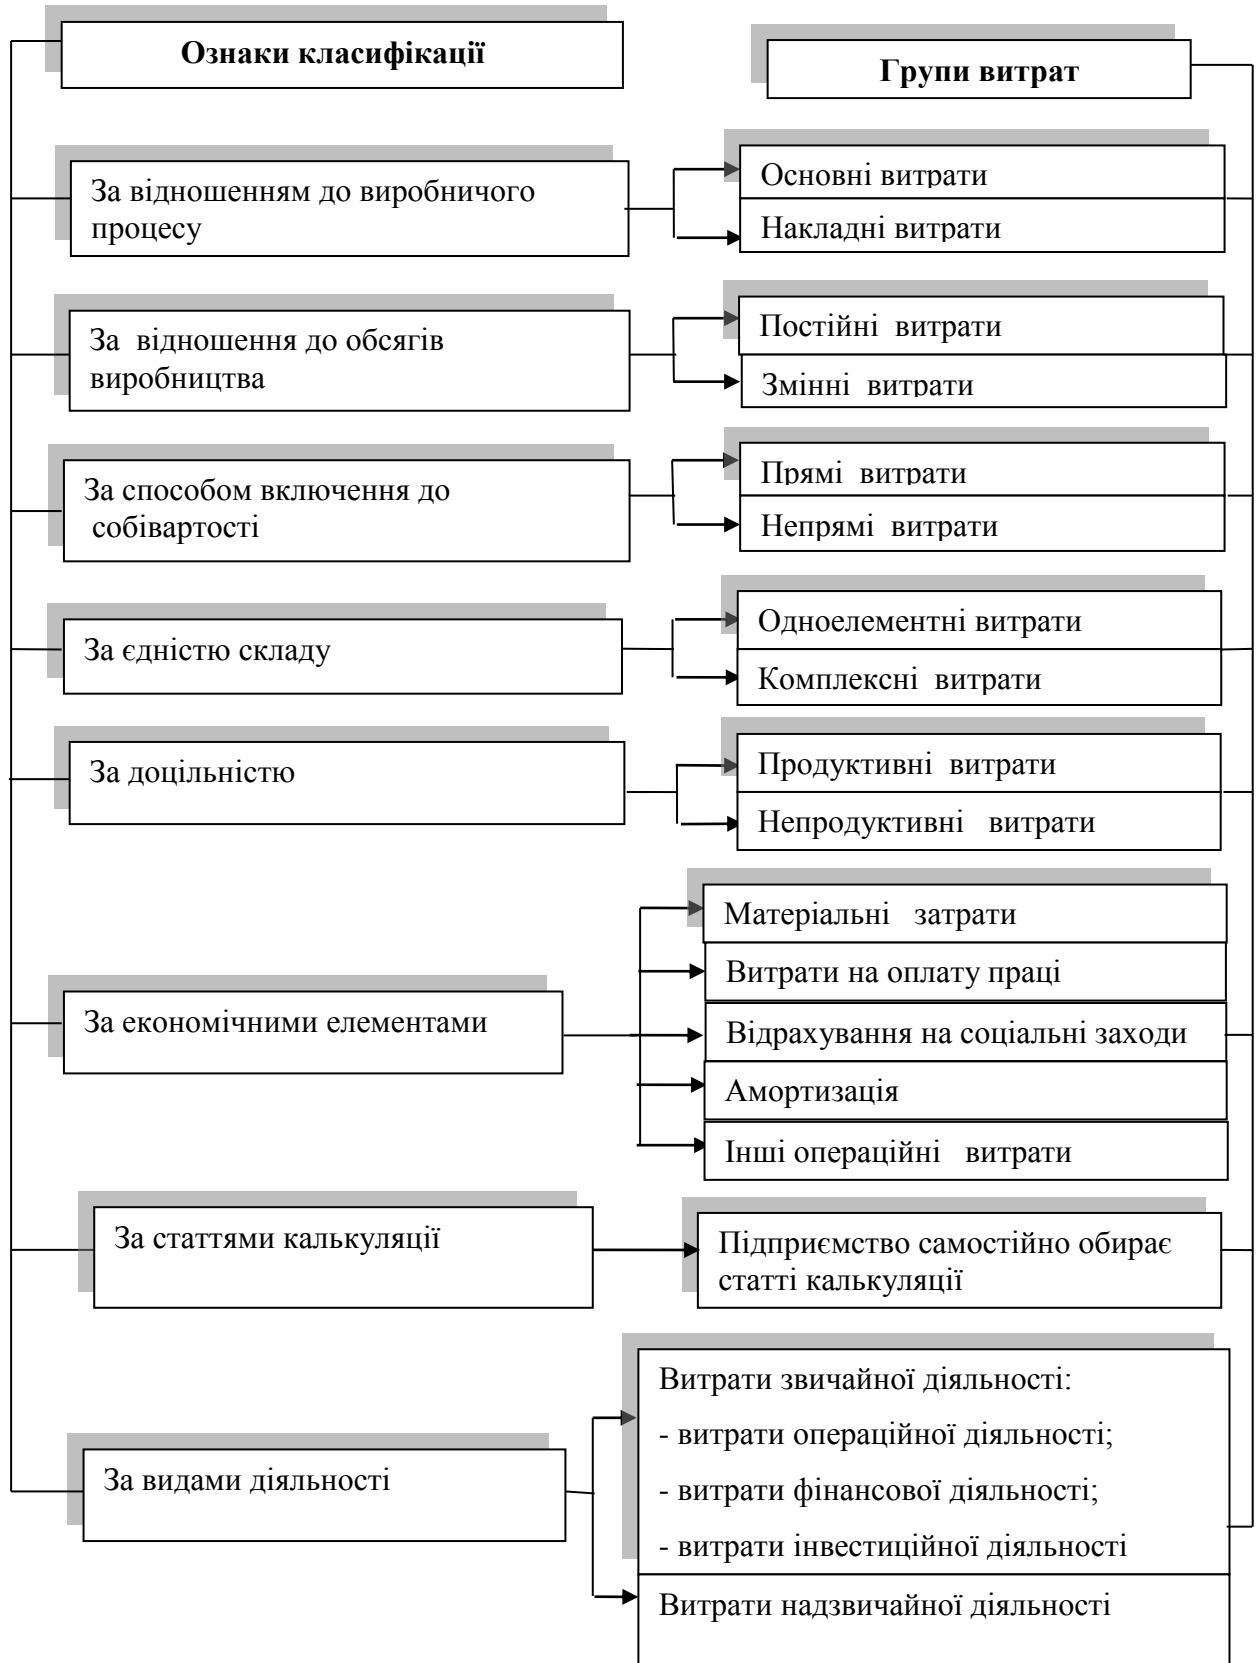 Ознаки класифікації
Групи витрат
За відношенням до виробничого
процесу
Основні витрати
Накладні витрати
За відношення до обсягів
виробництва
Постійні витрати
Змінні витрати
За способом включення до
собівартості
Прямі витрати
Непрямі витрати
За єдністю складу
Одноелементні витрати
Комплексні витрати
За доцільністю
Продуктивні витрати
Непродуктивні витрати
За економічними елементами
Матеріальні затрати
Витрати на оплату праці
Відрахування на соціальні заходи
Амортизація
Інші операційні витрати
За статтями калькуляції
Підприємство самостійно обирає
статті калькуляції
За видами діяльності
Витрати звичайної діяльності:
- витрати операційної діяльності;
- витрати фінансової діяльності;
- витрати інвестиційної діяльності
Витрати надзвичайної діяльності